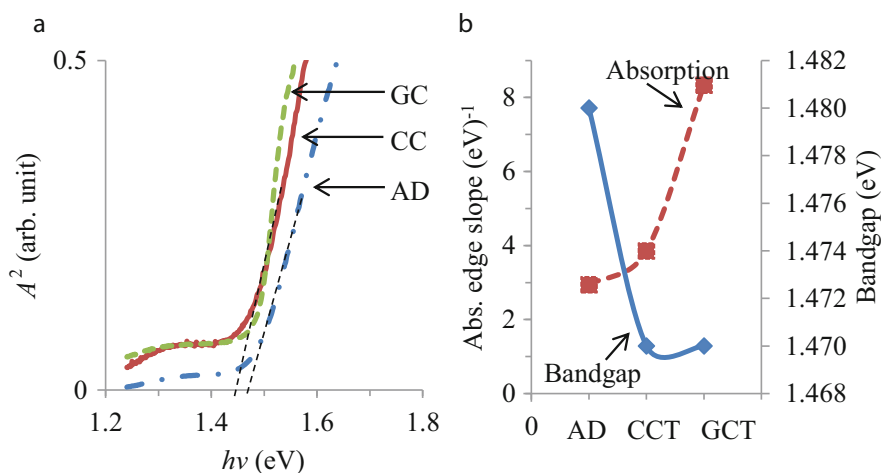 a
0.5
A² (arb. unit)
0
GC
CC
AD
1.2
1.4
1.6
1.8
hν (eV)
b
Abs. edge slope (eV)⁻¹
8
6
4
2
0
Absorption
Bandgap
1.482
1.480
1.478
1.476
1.474
1.472
1.470
1.468
Bandgap (eV)
0 AD CCT GCT